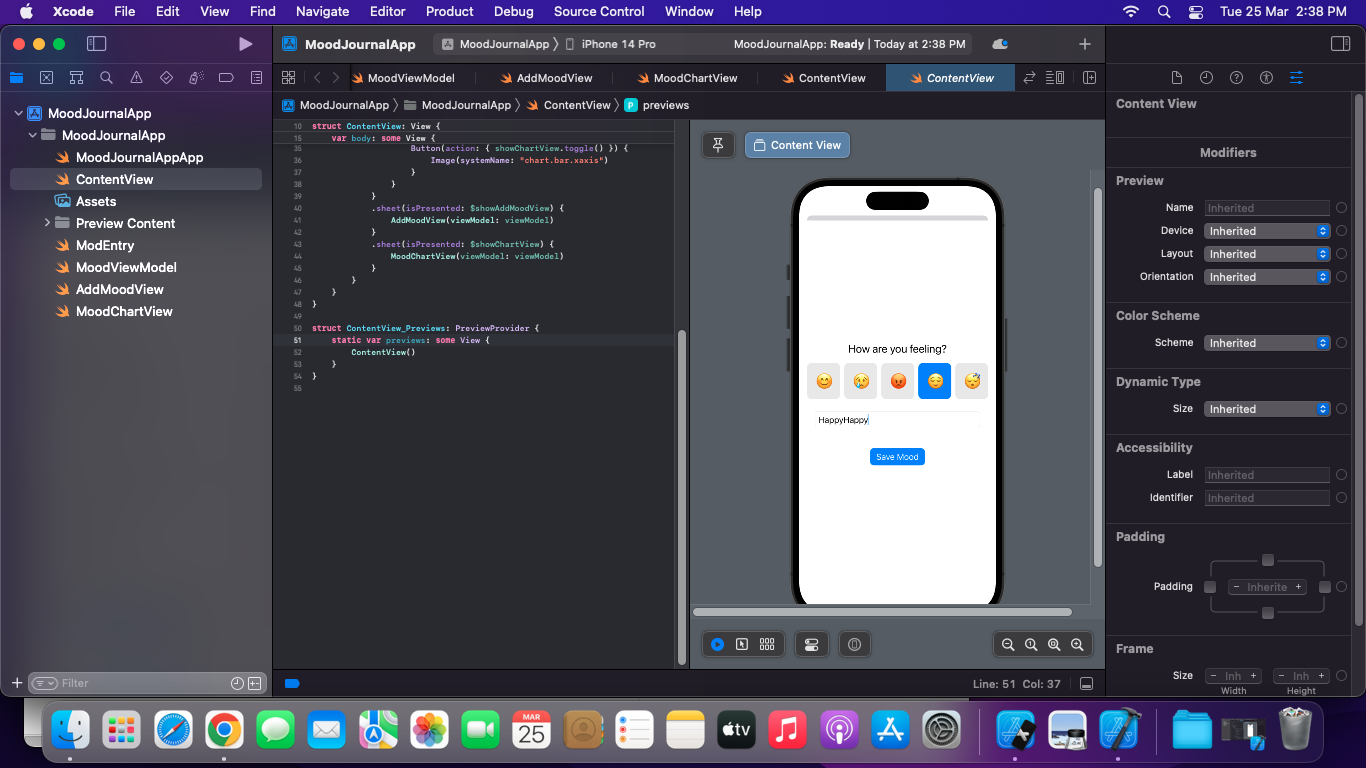 Xcode File Edit View Find Navigate Editor Product Debug Source Control Window Help Tue 25 Mar 2:38 PM
MoodJournalApp MoodJournalApp iPhone 14 Pro MoodJournalApp: Ready | Today at 2:38 PM
MoodViewModel AddMoodView MoodChartView ContentView ContentView
MoodJournalApp MoodJournalApp ContentView P previews
MoodJournalApp
MoodJournalApp
MoodJournalAppApp
ContentView
Assets
Preview Content
ModEntry
MoodViewModel
AddMoodView
MoodChartView
Filter
10 struct ContentView: View {
15 var body: some View {
35 Button(action: { showChartView.toggle() }) {
36 Image(systemName: "chart.bar.xaxis")
37 }
38 }
39 }
40 .sheet(isPresented: $showAddMoodView) {
41 AddMoodView(viewModel: viewModel)
42 }
43 .sheet(isPresented: $showChartView) {
44 MoodChartView(viewModel: viewModel)
45 }
46 }
47 }
48 }
49
50 struct ContentView_Previews: PreviewProvider {
51 static var previews: some View {
52 ContentView()
53 }
54 }
55
Content View
How are you feeling?
HappyHappy
Save Mood
Line: 51 Col: 37
Content View
Modifiers
Preview
Name Inherited
Device Inherited
Layout Inherited
Orientation Inherited
Color Scheme
Scheme Inherited
Dynamic Type
Size Inherited
Accessibility
Label Inherited
Identifier Inherited
Padding
Padding − Inherite +
Frame
Size − Inh + − Inh +
Width Height
MAR
25
tv